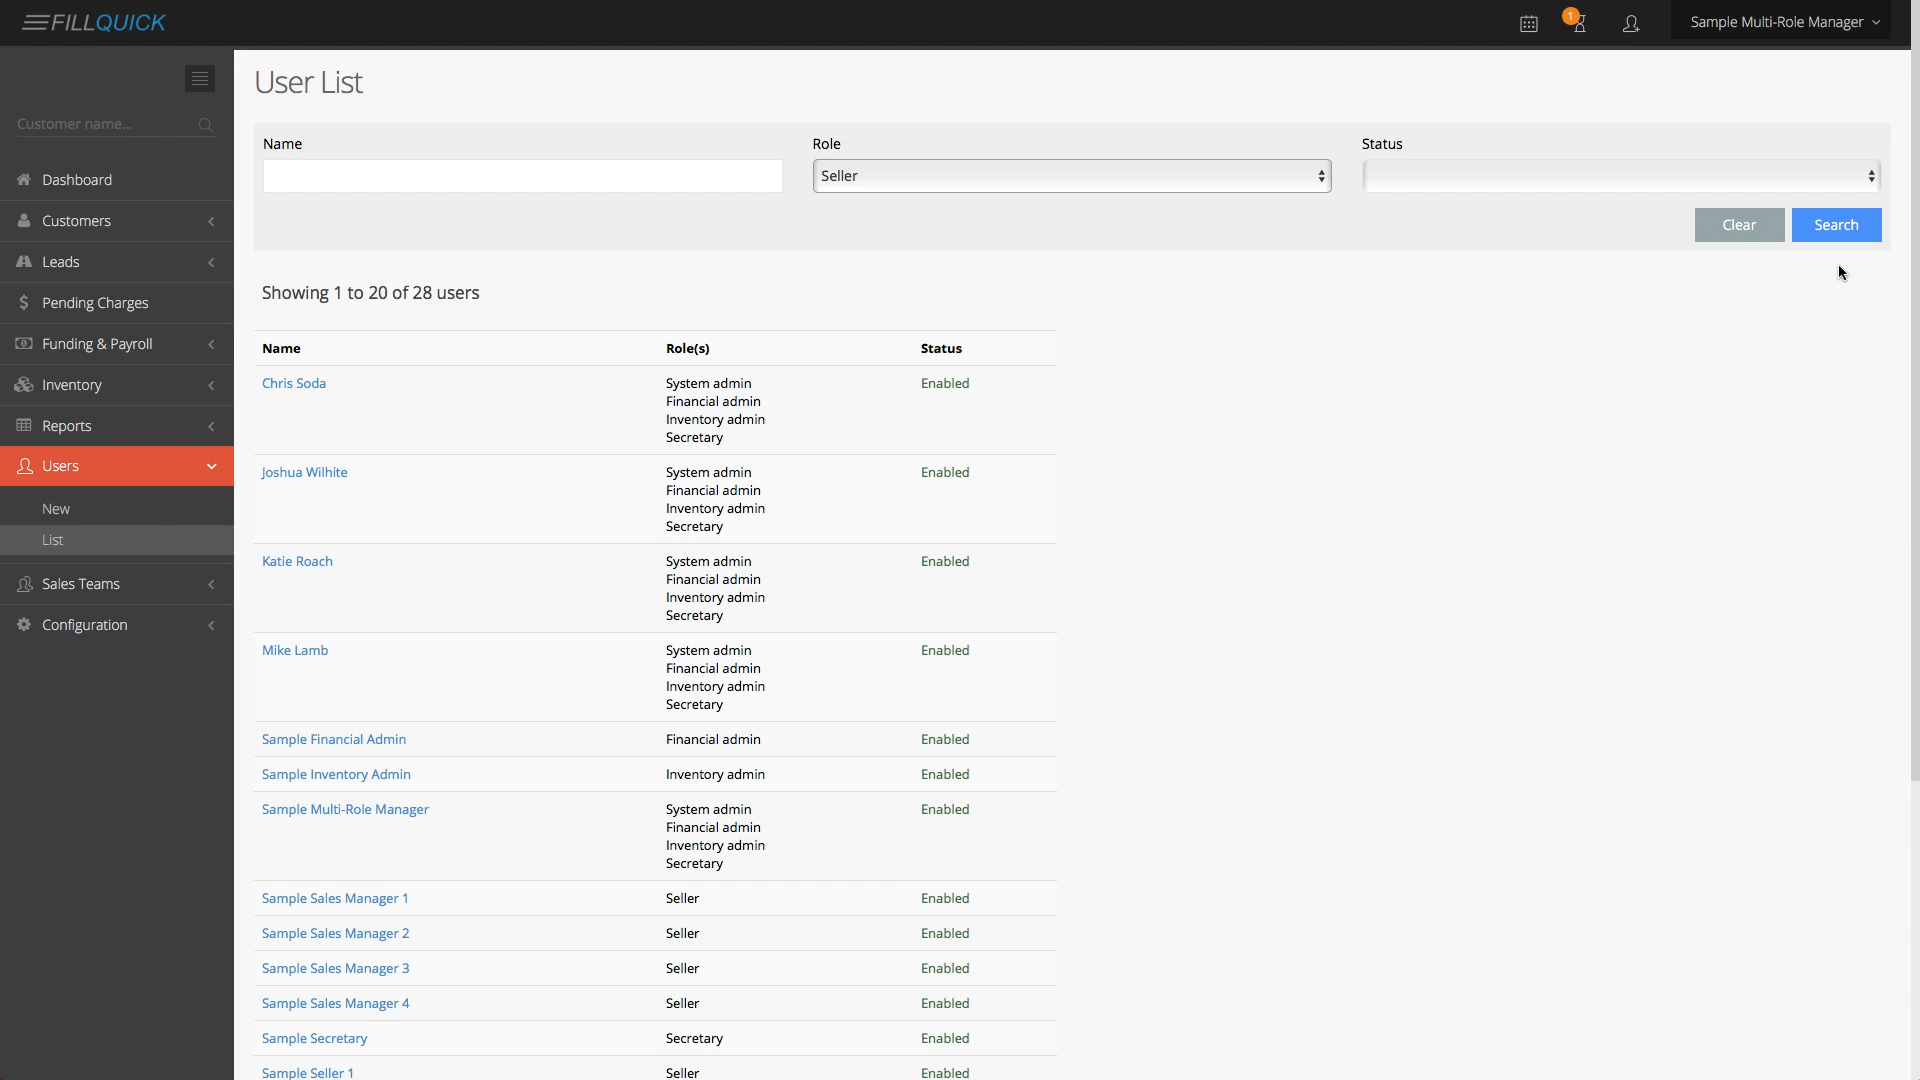 FILLQUICK
1
Sample Multi-Role Manager
Customer name...
Dashboard
Customers
Leads
Pending Charges
Funding & Payroll
Inventory
Reports
Users
New
List
Sales Teams
Configuration
User List
Name Role Status
Seller
Clear Search
Showing 1 to 20 of 28 users
Name Role(s) Status
Chris Soda System admin Enabled
Financial admin
Inventory admin
Secretary
Joshua Wilhite System admin Enabled
Financial admin
Inventory admin
Secretary
Katie Roach System admin Enabled
Financial admin
Inventory admin
Secretary
Mike Lamb System admin Enabled
Financial admin
Inventory admin
Secretary
Sample Financial Admin Financial admin Enabled
Sample Inventory Admin Inventory admin Enabled
Sample Multi-Role Manager System admin Enabled
Financial admin
Inventory admin
Secretary
Sample Sales Manager 1 Seller Enabled
Sample Sales Manager 2 Seller Enabled
Sample Sales Manager 3 Seller Enabled
Sample Sales Manager 4 Seller Enabled
Sample Secretary Secretary Enabled
Sample Seller 1 Seller Enabled